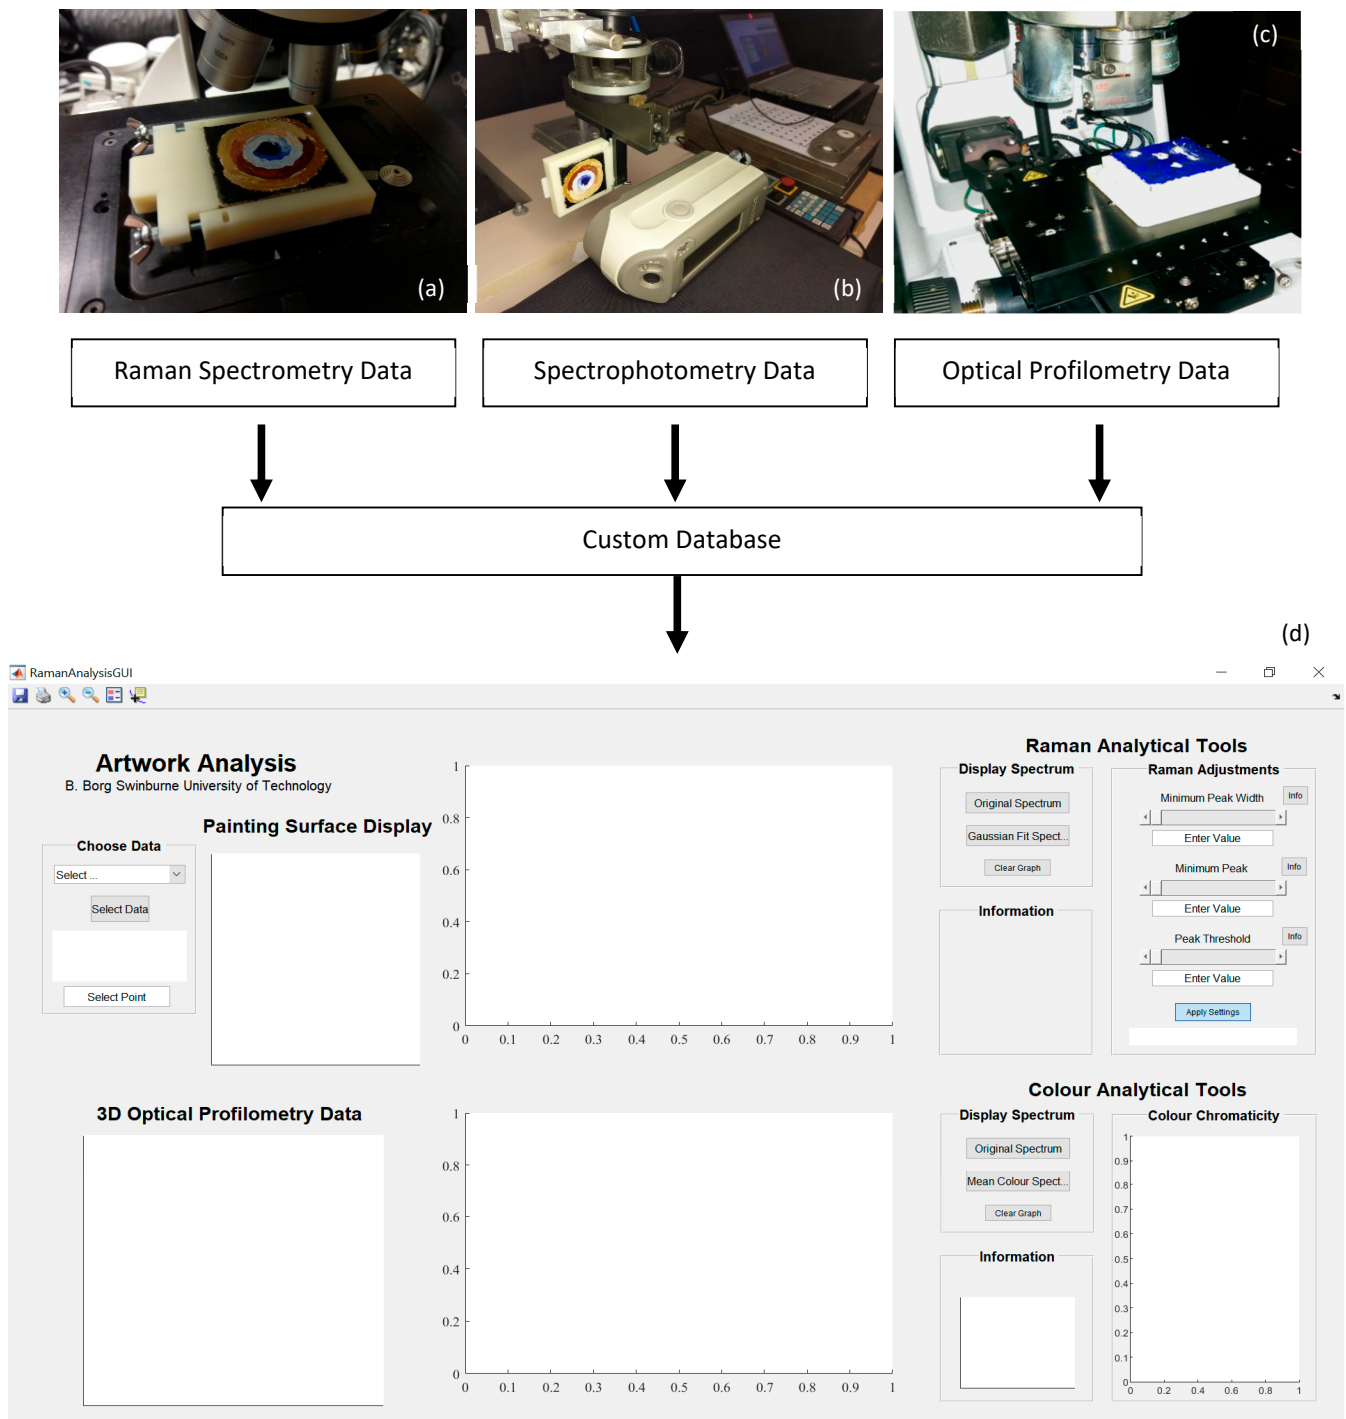 (a)
(b)
(c)
Raman Spectrometry Data
Spectrophotometry Data
Optical Profilometry Data
Custom Database
(d)
RamanAnalysisGUI
Artwork Analysis
B. Borg Swinburne University of Technology
Choose Data
Select ...
Select Data
Select Point
Painting Surface Display
1
0.8
0.6
0.4
0.2
0
0 0.1 0.2 0.3 0.4 0.5 0.6 0.7 0.8 0.9 1
Raman Analytical Tools
Display Spectrum
Original Spectrum
Gaussian Fit Spect...
Clear Graph
Information
Raman Adjustments
Minimum Peak Width
Info
Enter Value
Minimum Peak
Info
Enter Value
Peak Threshold
Info
Enter Value
Apply Settings
3D Optical Profilometry Data
1
0.8
0.6
0.4
0.2
0
0 0.1 0.2 0.3 0.4 0.5 0.6 0.7 0.8 0.9 1
Colour Analytical Tools
Display Spectrum
Original Spectrum
Mean Colour Spect...
Clear Graph
Information
Colour Chromaticity
1
0.9
0.8
0.7
0.6
0.5
0.4
0.3
0.2
0.1
0
0 0.2 0.4 0.6 0.8 1